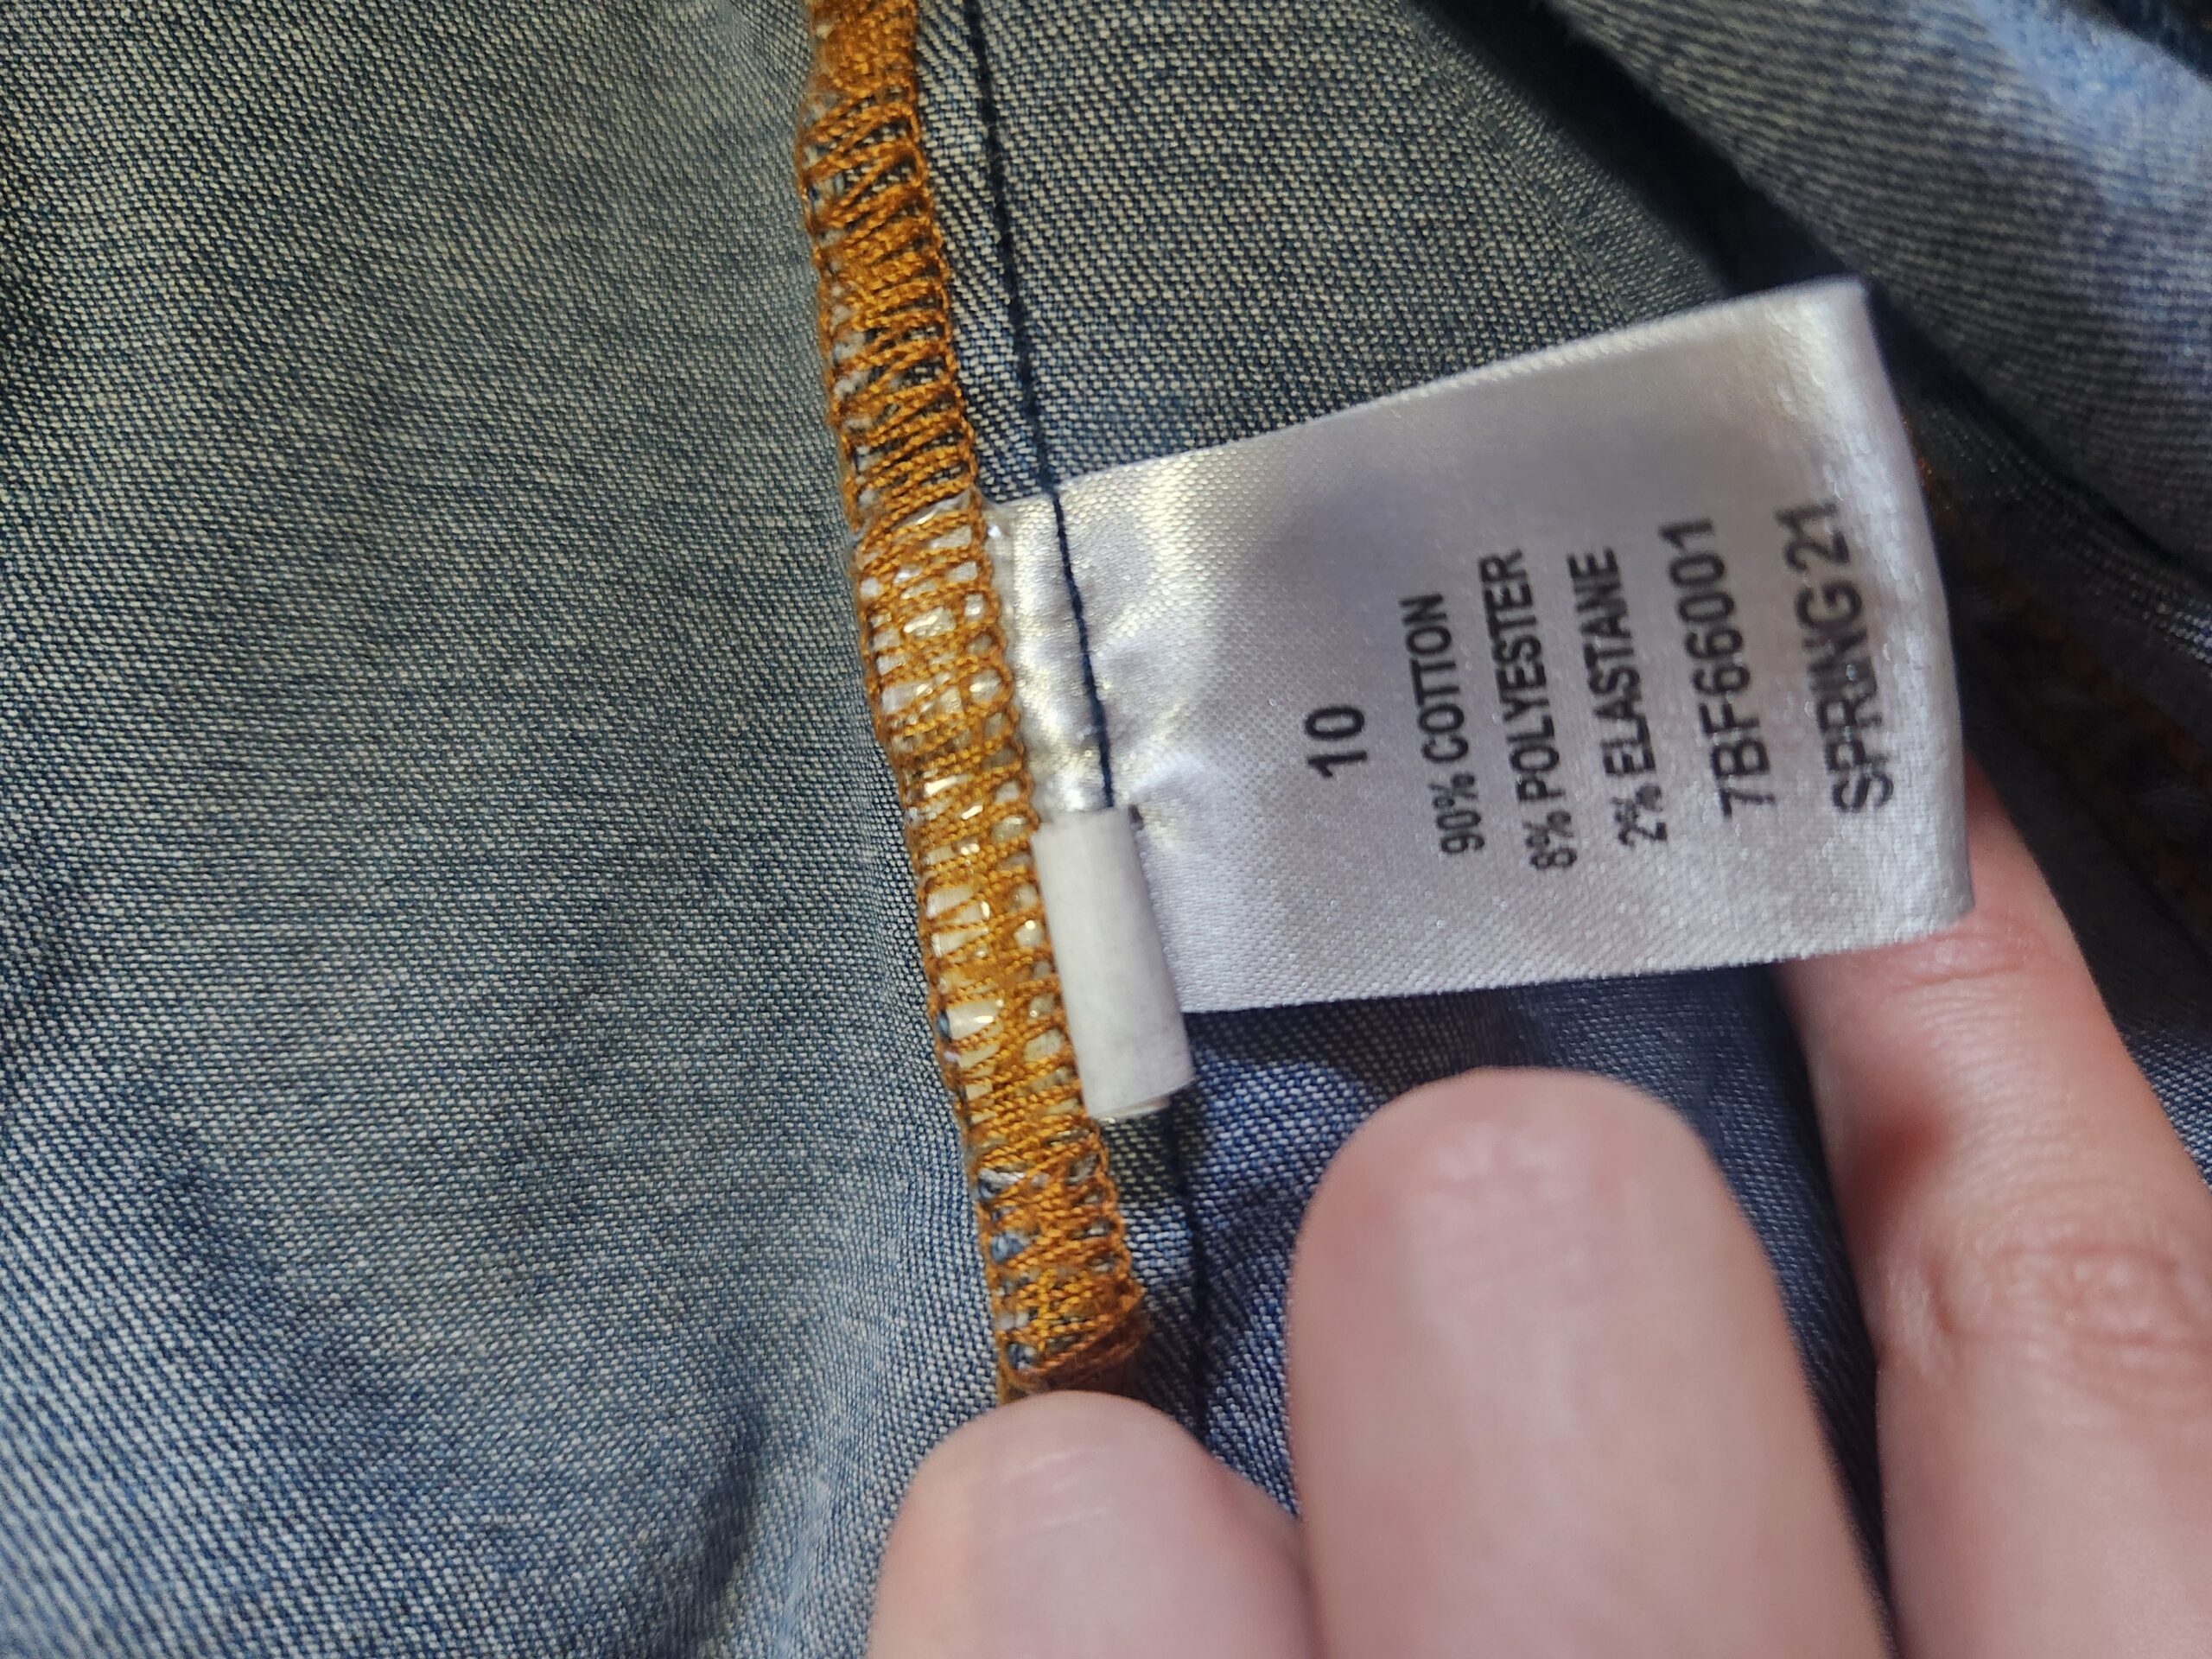 10
90% COTTON
8% POLYESTER
2% ELASTANE
7BF66001
SPRING 21